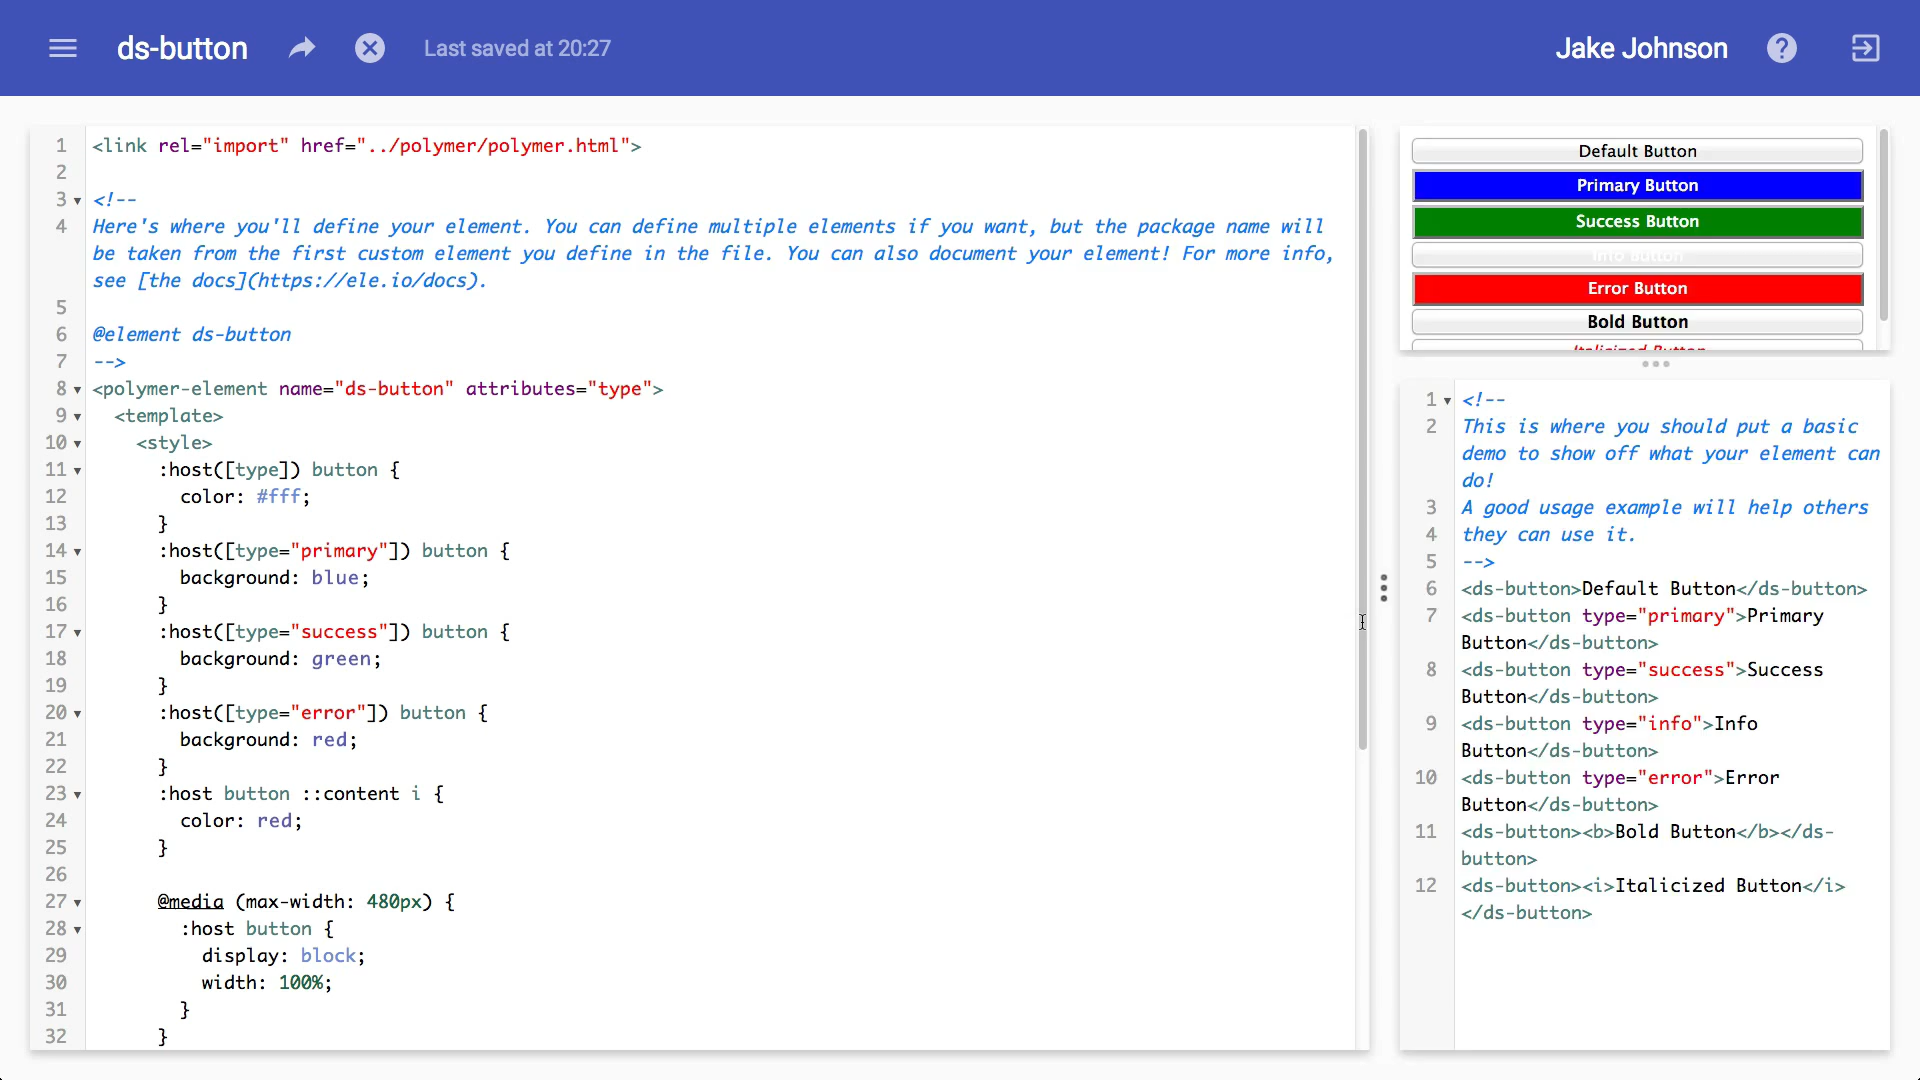 ds-button
Last saved at 20:27
Jake Johnson
1 <link rel="import" href="../polymer/polymer.html">
2
3 <!--
4 Here's where you'll define your element. You can define multiple elements if you want, but the package name will
be taken from the first custom element you define in the file. You can also document your element! For more info,
see [the docs](https://ele.io/docs).
5
6 @element ds-button
7 -->
8 <polymer-element name="ds-button" attributes="type">
9 <template>
10 <style>
11 :host([type]) button {
12 color: #fff;
13 }
14 :host([type="primary"]) button {
15 background: blue;
16 }
17 :host([type="success"]) button {
18 background: green;
19 }
20 :host([type="error"]) button {
21 background: red;
22 }
23 :host button ::content i {
24 color: red;
25 }
26
27 @media (max-width: 480px) {
28 :host button {
29 display: block;
30 width: 100%;
31 }
32 }
Default Button
Primary Button
Success Button
Info Button
Error Button
Bold Button
Italicized Button
1 <!--
2 This is where you should put a basic
demo to show off what your element can
do!
3 A good usage example will help others
4 they can use it.
5 -->
6 <ds-button>Default Button</ds-button>
7 <ds-button type="primary">Primary
Button</ds-button>
8 <ds-button type="success">Success
Button</ds-button>
9 <ds-button type="info">Info
Button</ds-button>
10 <ds-button type="error">Error
Button</ds-button>
11 <ds-button><b>Bold Button</b></ds-
button>
12 <ds-button><i>Italicized Button</i>
</ds-button>